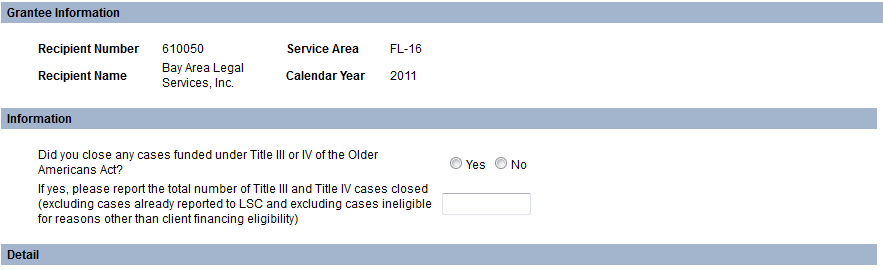 Grantee Information
Recipient Number 610050 Service Area FL-16
Recipient Name Bay Area Legal Services, Inc. Calendar Year 2011
Information
Did you close any cases funded under Title III or IV of the Older
Americans Act? Yes No
If yes, please report the total number of Title III and Title IV cases closed
(excluding cases already reported to LSC and excluding cases ineligible
for reasons other than client financing eligibility)
Detail